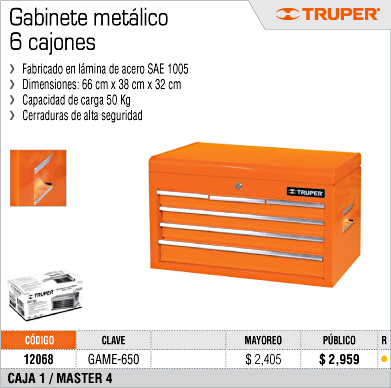 Gabinete metálico
6 cajones
TRUPER®
› Fabricado en lámina de acero SAE 1005
› Dimensiones: 66 cm x 38 cm x 32 cm
› Capacidad de carga 50 Kg
› Cerraduras de alta seguridad
TRUPER
TRUPER
CÓDIGO CLAVE MAYOREO PÚBLICO R
12068 GAME-650 $ 2,405 $ 2,959
CAJA 1 / MASTER 4